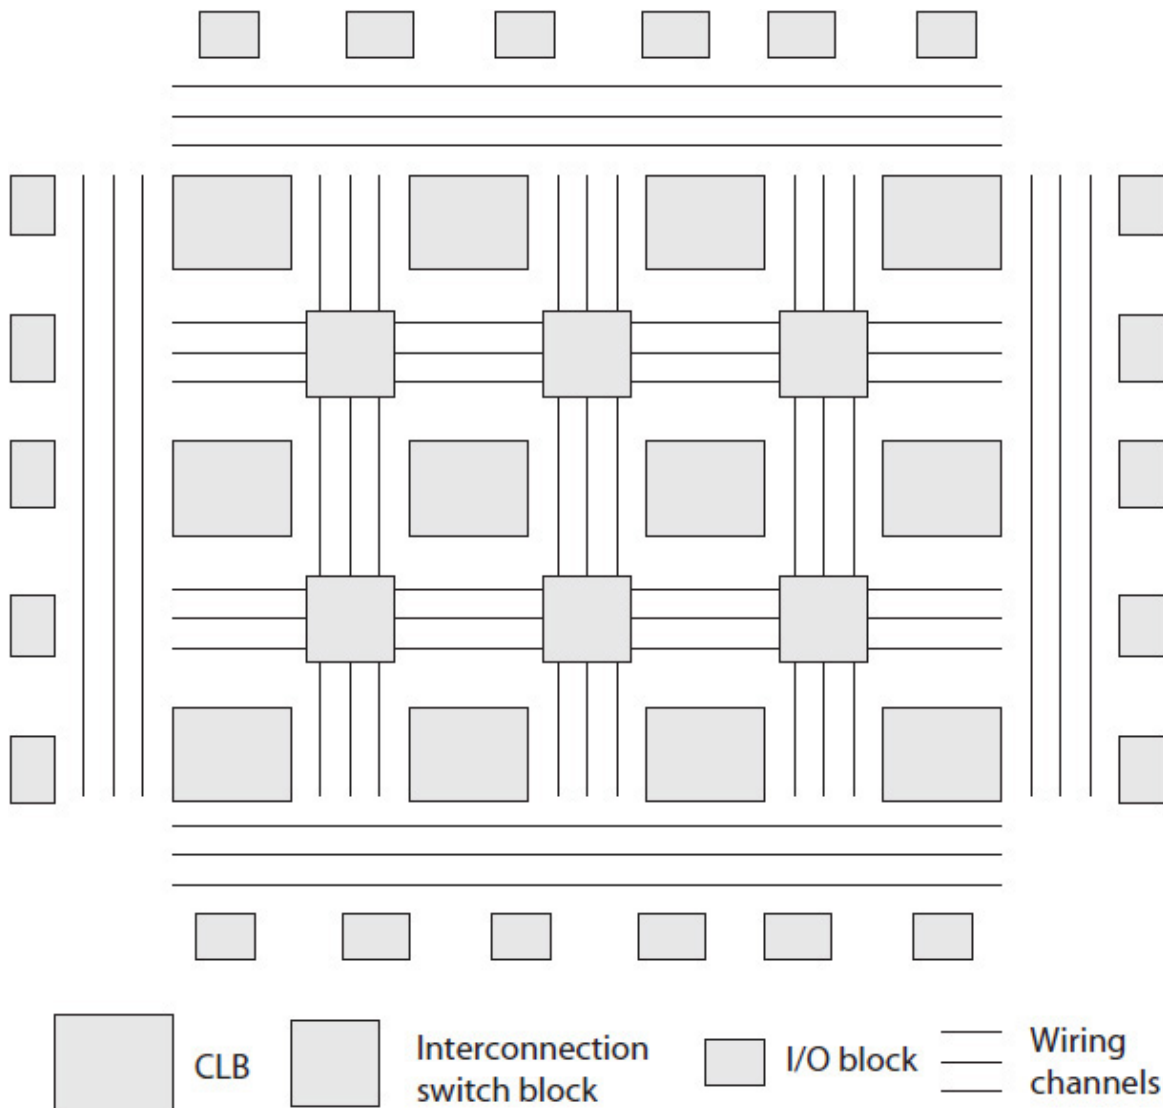 CLB
Interconnection
switch block
I/O block
Wiring
channels